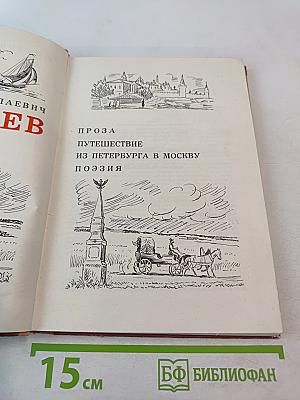 ЛАЕВИЧ
ЕВ
ПРОЗА
ПУТЕШЕСТВИЕ
ИЗ ПЕТЕРБУРГА В МОСКВУ
ПОЭЗИЯ
15 см
БФ БИБЛИОФАН